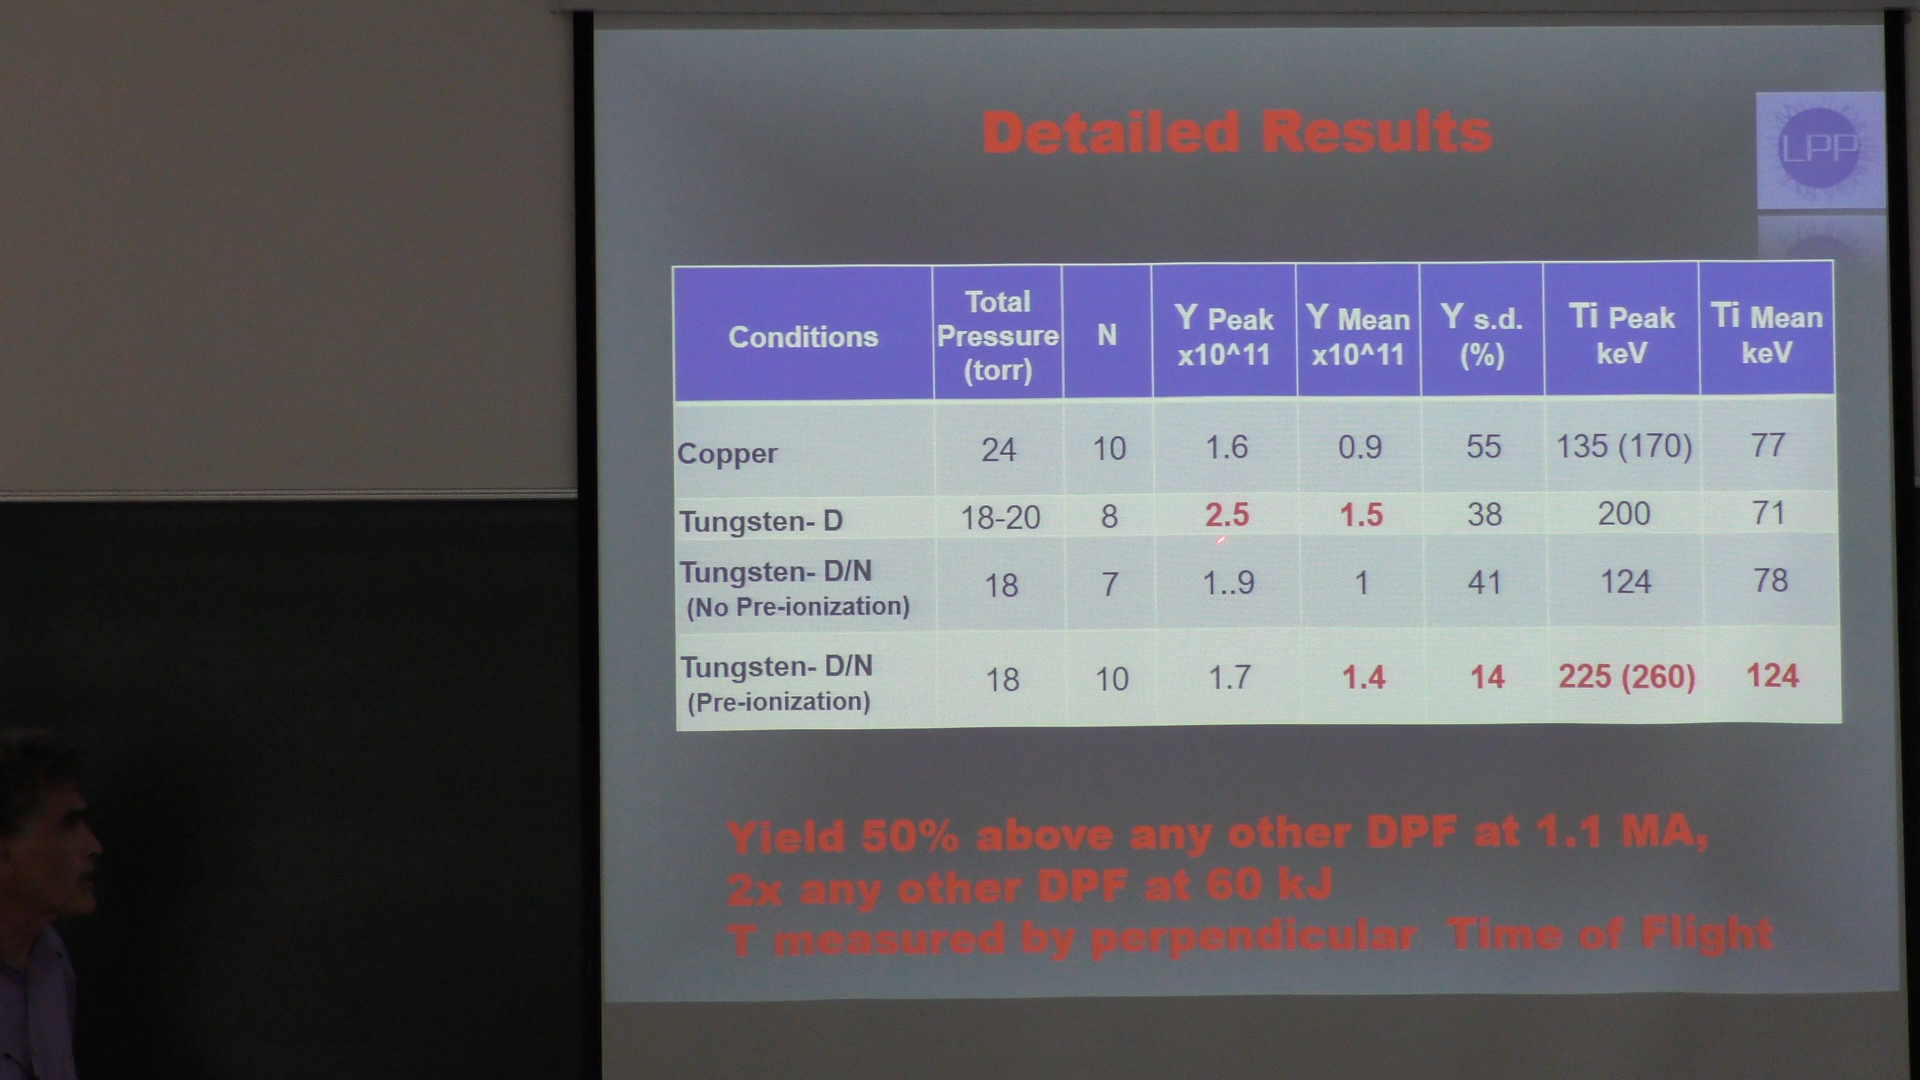 Detailed Results
LPP
Conditions Total Pressure (torr) N Y Peak x10^11 Y Mean x10^11 Y s.d. (%) Ti Peak keV Ti Mean keV
Copper 24 10 1.6 0.9 55 135 (170) 77
Tungsten- D 18-20 8 2.5 1.5 38 200 71
Tungsten- D/N (No Pre-ionization) 18 7 1..9 1 41 124 78
Tungsten- D/N (Pre-ionization) 18 10 1.7 1.4 14 225 (260) 124
Yield 50% above any other DPF at 1.1 MA,
2x any other DPF at 60 kJ
T measured by perpendicular Time of Flight